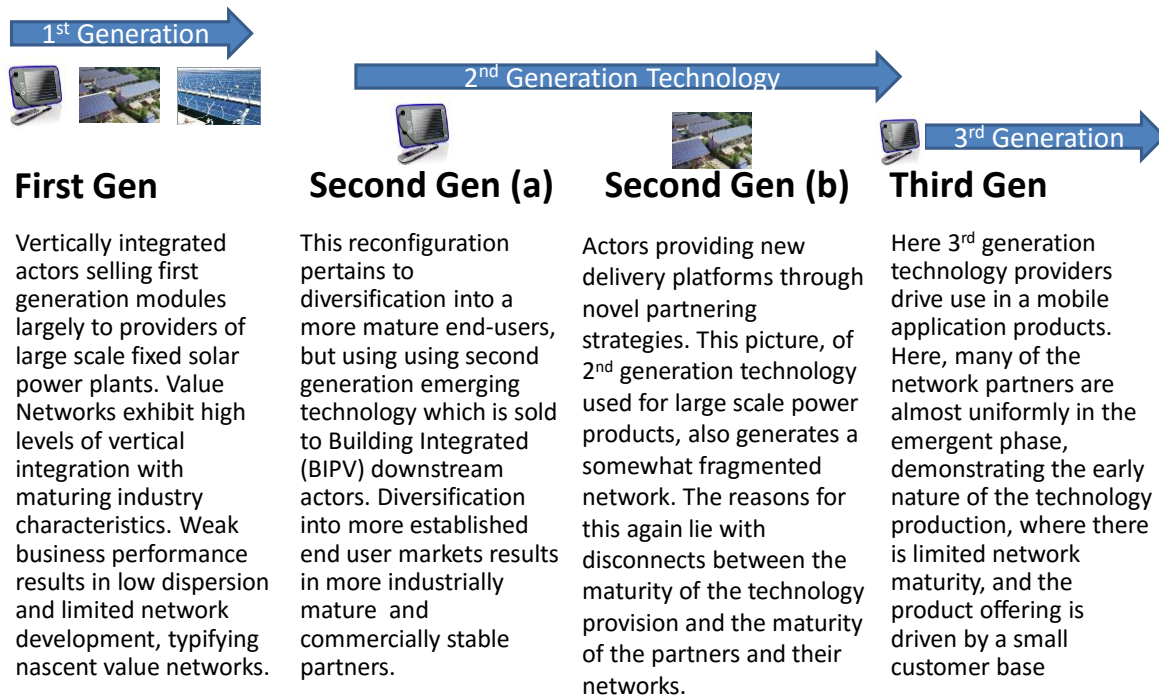 1st Generation
2nd Generation Technology
3rd Generation
First Gen
Vertically integrated
actors selling first
generation modules
largely to providers of
large scale fixed solar
power plants. Value
Networks exhibit high
levels of vertical
integration with
maturing industry
characteristics. Weak
business performance
results in low dispersion
and limited network
development, typifying
nascent value networks.
Second Gen (a)
This reconfiguration
pertains to
diversification into a
more mature end-users,
but using using second
generation emerging
technology which is sold
to Building Integrated
(BIPV) downstream
actors. Diversification
into more established
end user markets results
in more industrially
mature and
commercially stable
partners.
Second Gen (b)
Actors providing new
delivery platforms through
novel partnering
strategies. This picture, of
2nd generation technology
used for large scale power
products, also generates a
somewhat fragmented
network. The reasons for
this again lie with
disconnects between the
maturity of the technology
provision and the maturity
of the partners and their
networks.
Third Gen
Here 3rd generation
technology providers
drive use in a mobile
application products.
Here, many of the
network partners are
almost uniformly in the
emergent phase,
demonstrating the early
nature of the technology
production, where there
is limited network
maturity, and the
product offering is
driven by a small
customer base